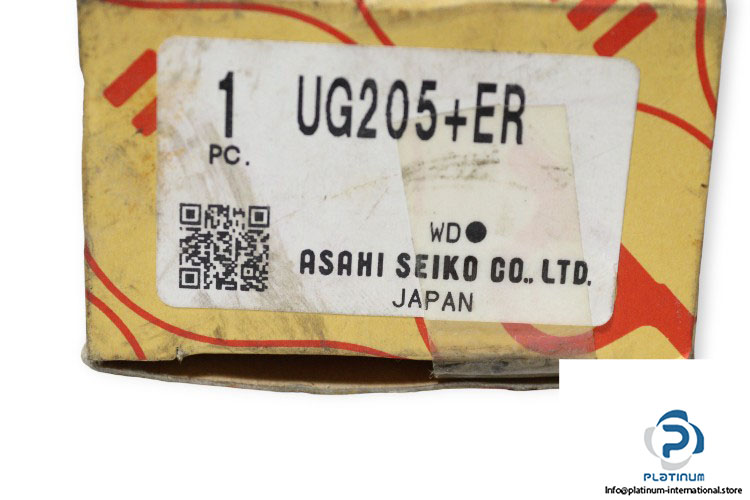 1 UG205+ER
PC.
WD●
ASAHI SEIKO CO., LTD.
JAPAN
PLATINUM
Info@platinum-international.store